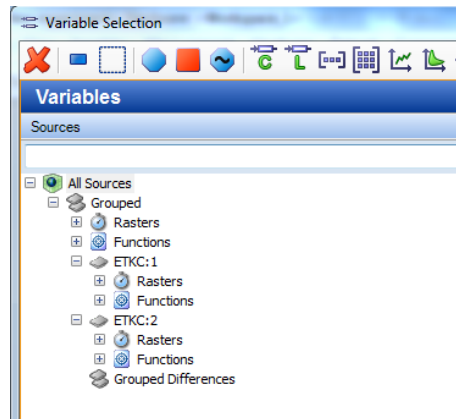 Variable Selection
C L
Variables
Sources
All Sources
Grouped
Rasters
Functions
ETKC:1
Rasters
Functions
ETKC:2
Rasters
Functions
Grouped Differences